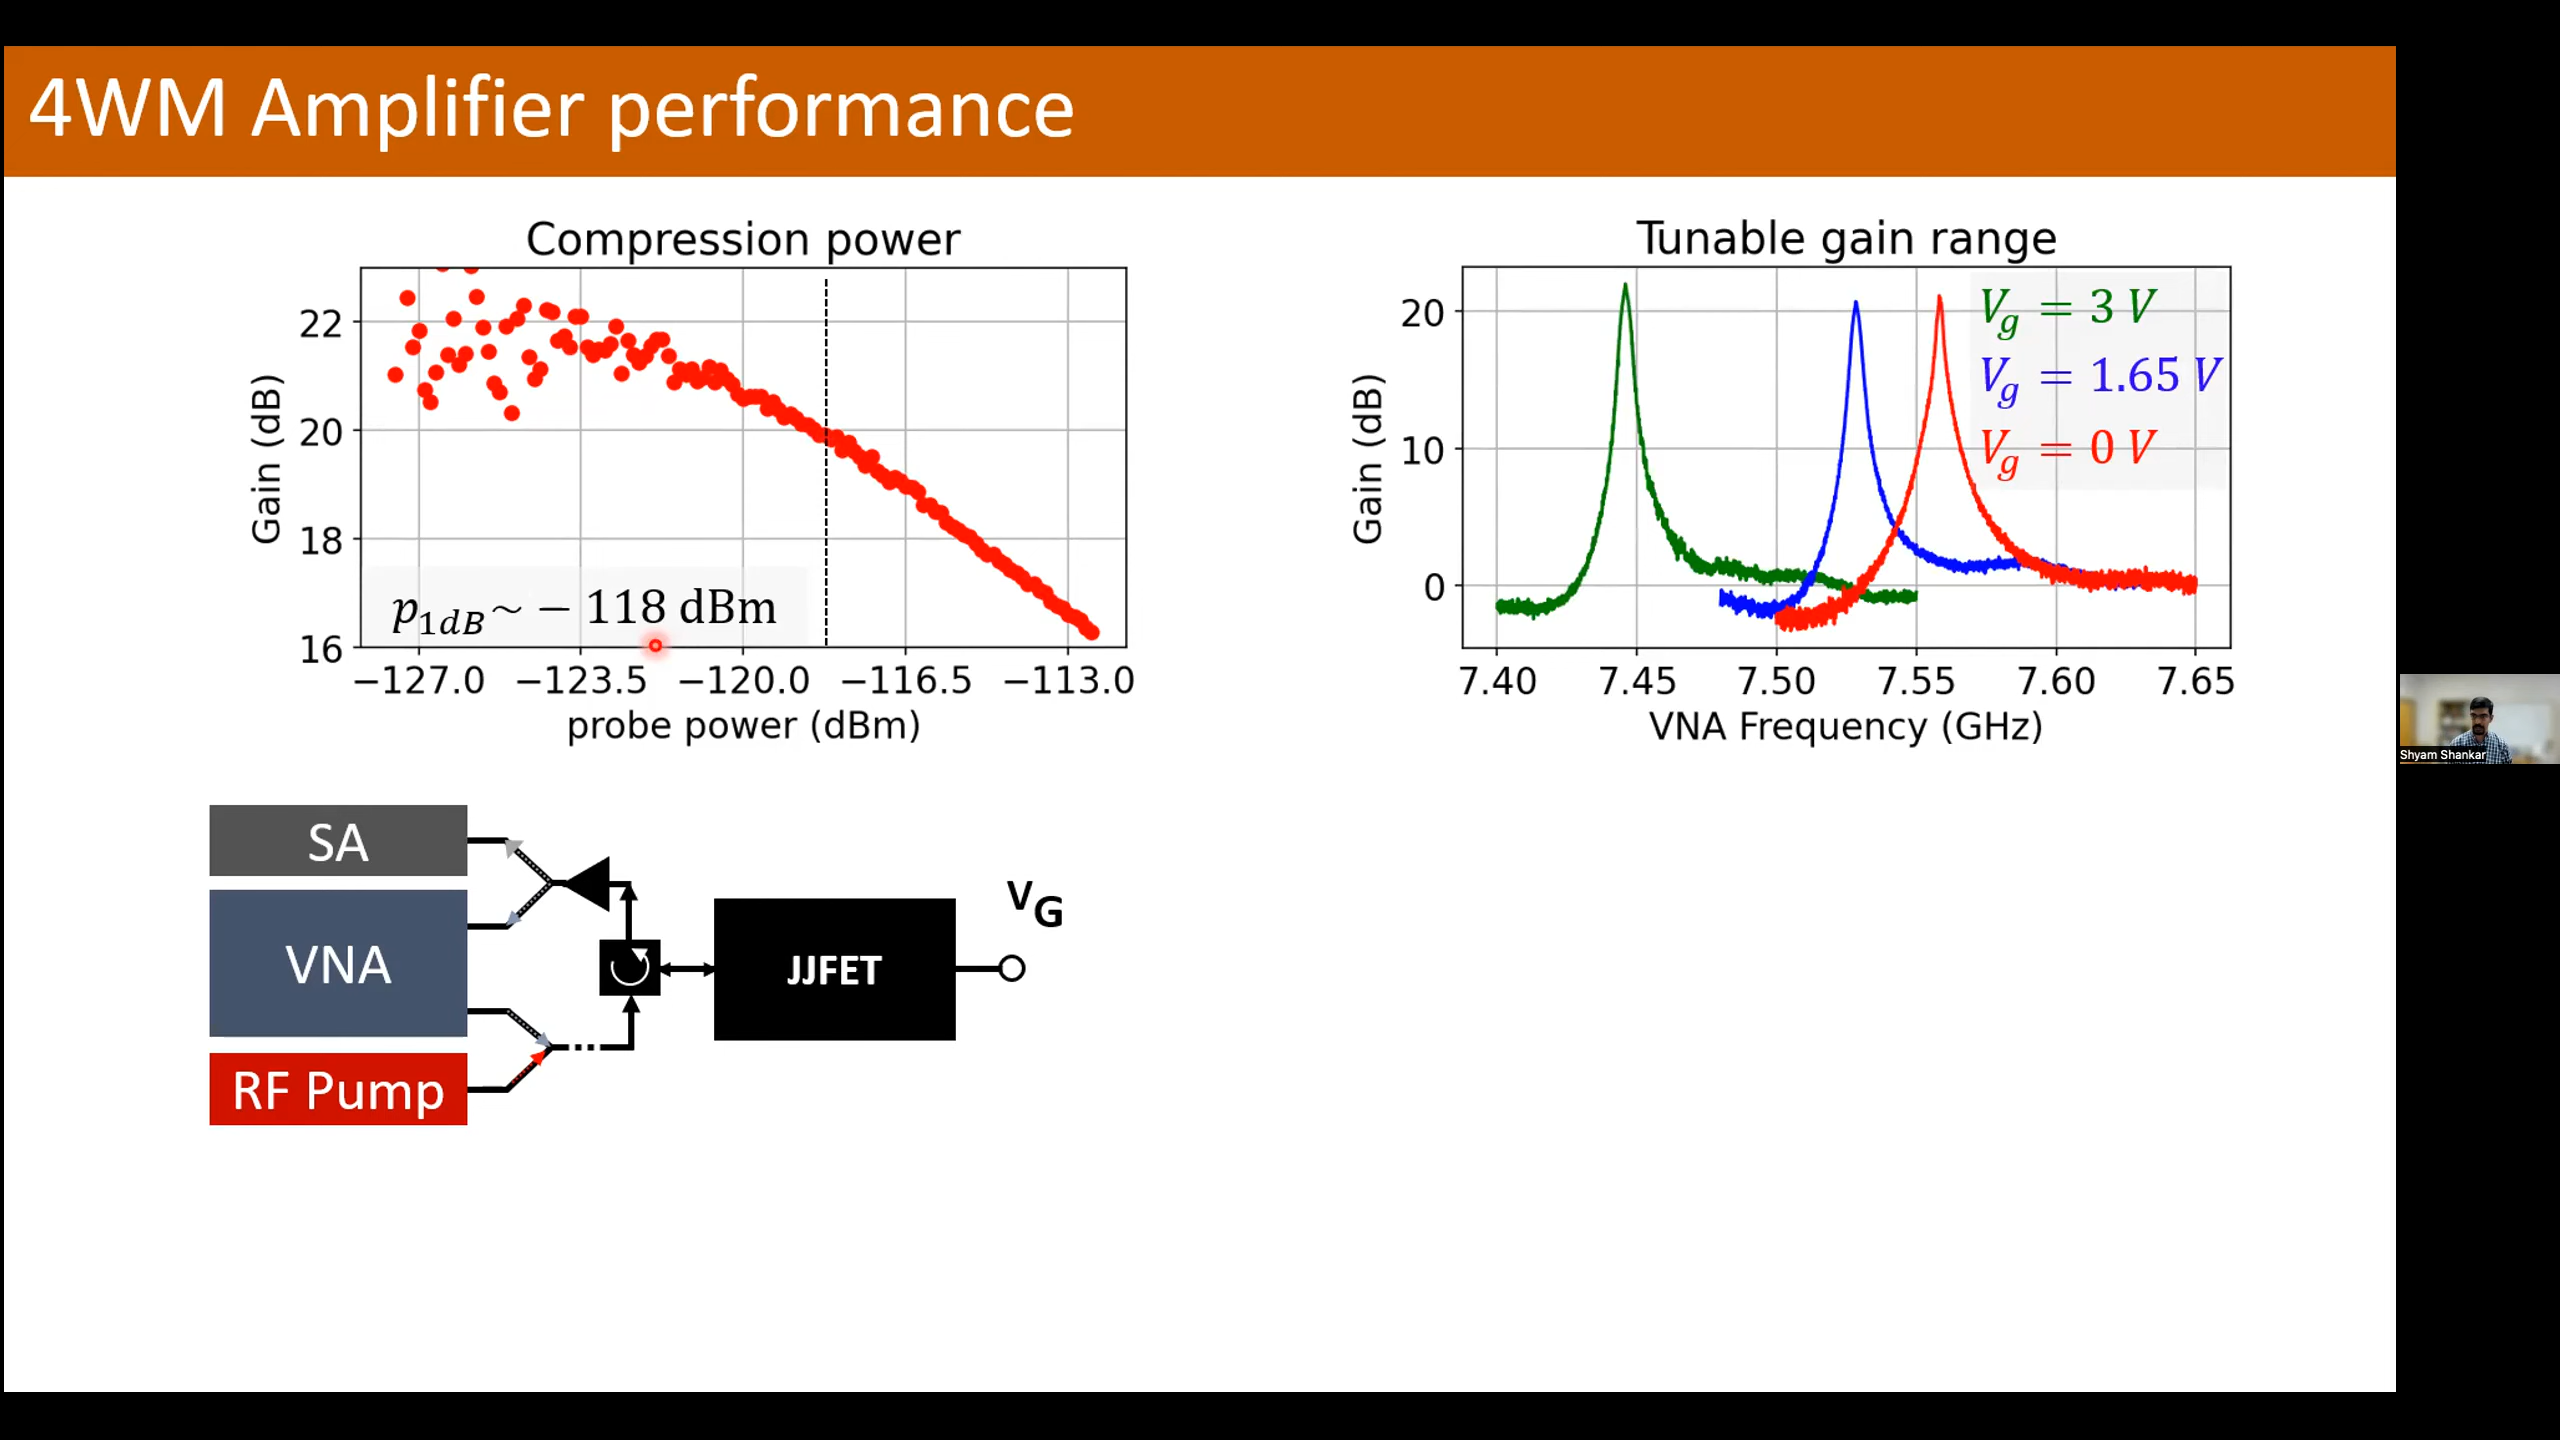 4WM Amplifier performance
Compression power
Gain (dB)
22
20
18
16
p1dB~ − 118 dBm
−127.0 −123.5 −120.0 −116.5 −113.0
probe power (dBm)
Tunable gain range
Gain (dB)
20
10
0
Vg = 3 V
Vg = 1.65 V
Vg = 0 V
7.40 7.45 7.50 7.55 7.60 7.65
VNA Frequency (GHz)
Shyam Shankar
SA
VNA
RF Pump
JJFET
VG